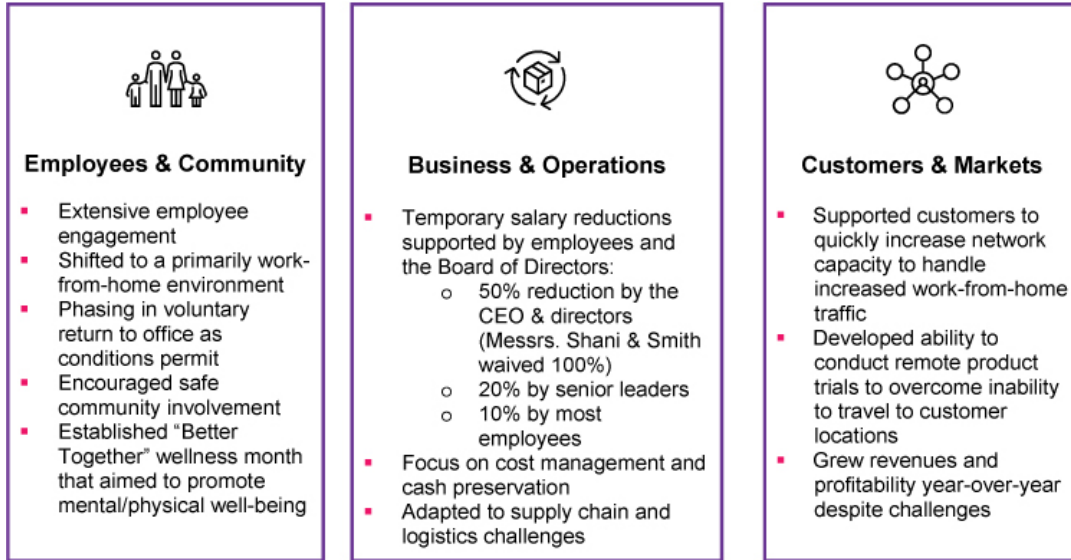 Employees & Community
▪ Extensive employee
engagement
▪ Shifted to a primarily work-
from-home environment
▪ Phasing in voluntary
return to office as
conditions permit
▪ Encouraged safe
community involvement
▪ Established “Better
Together” wellness month
that aimed to promote
mental/physical well-being
Business & Operations
▪ Temporary salary reductions
supported by employees and
the Board of Directors:
o 50% reduction by the
CEO & directors
(Messrs. Shani & Smith
waived 100%)
o 20% by senior leaders
o 10% by most
employees
▪ Focus on cost management and
cash preservation
▪ Adapted to supply chain and
logistics challenges
Customers & Markets
▪ Supported customers to
quickly increase network
capacity to handle
increased work-from-home
traffic
▪ Developed ability to
conduct remote product
trials to overcome inability
to travel to customer
locations
▪ Grew revenues and
profitability year-over-year
despite challenges